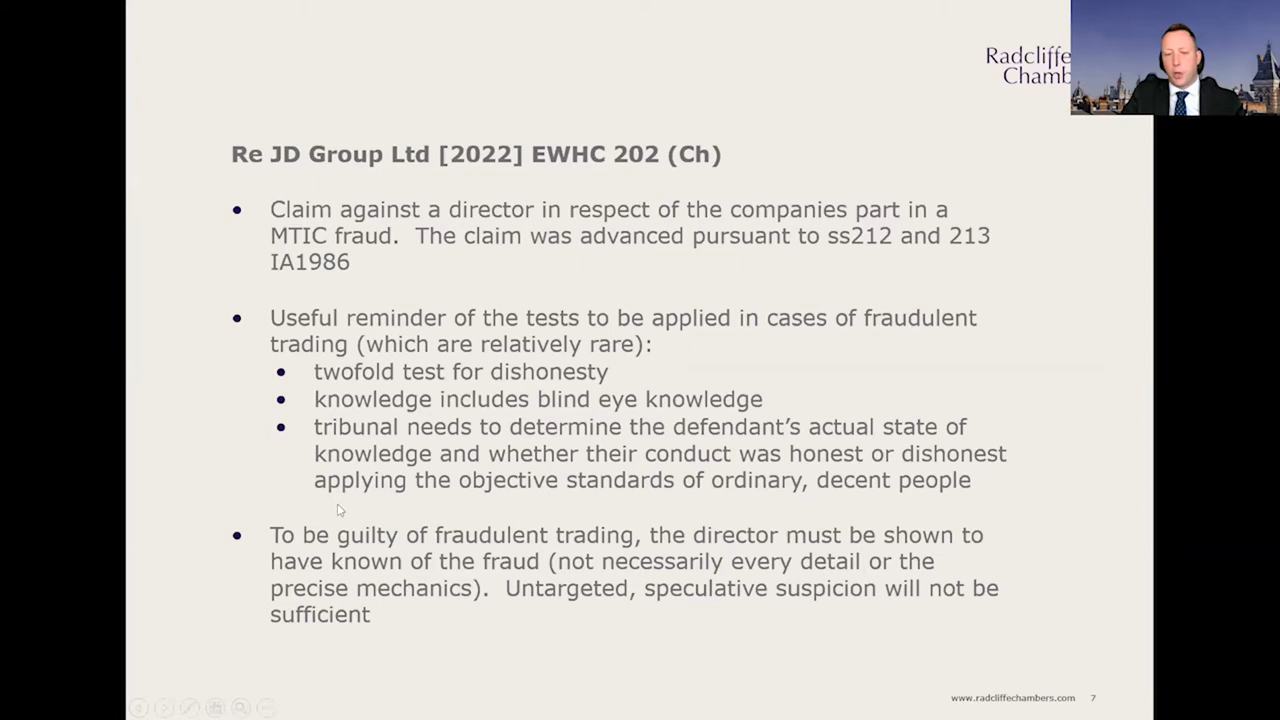 Radcliffe
Chamb
Re JD Group Ltd [2022] EWHC 202 (Ch)
• Claim against a director in respect of the companies part in a
MTIC fraud.  The claim was advanced pursuant to ss212 and 213
IA1986
• Useful reminder of the tests to be applied in cases of fraudulent
trading (which are relatively rare):
• twofold test for dishonesty
• knowledge includes blind eye knowledge
• tribunal needs to determine the defendant’s actual state of
knowledge and whether their conduct was honest or dishonest
applying the objective standards of ordinary, decent people
• To be guilty of fraudulent trading, the director must be shown to
have known of the fraud (not necessarily every detail or the
precise mechanics).  Untargeted, speculative suspicion will not be
sufficient
www.radcliffechambers.com 7